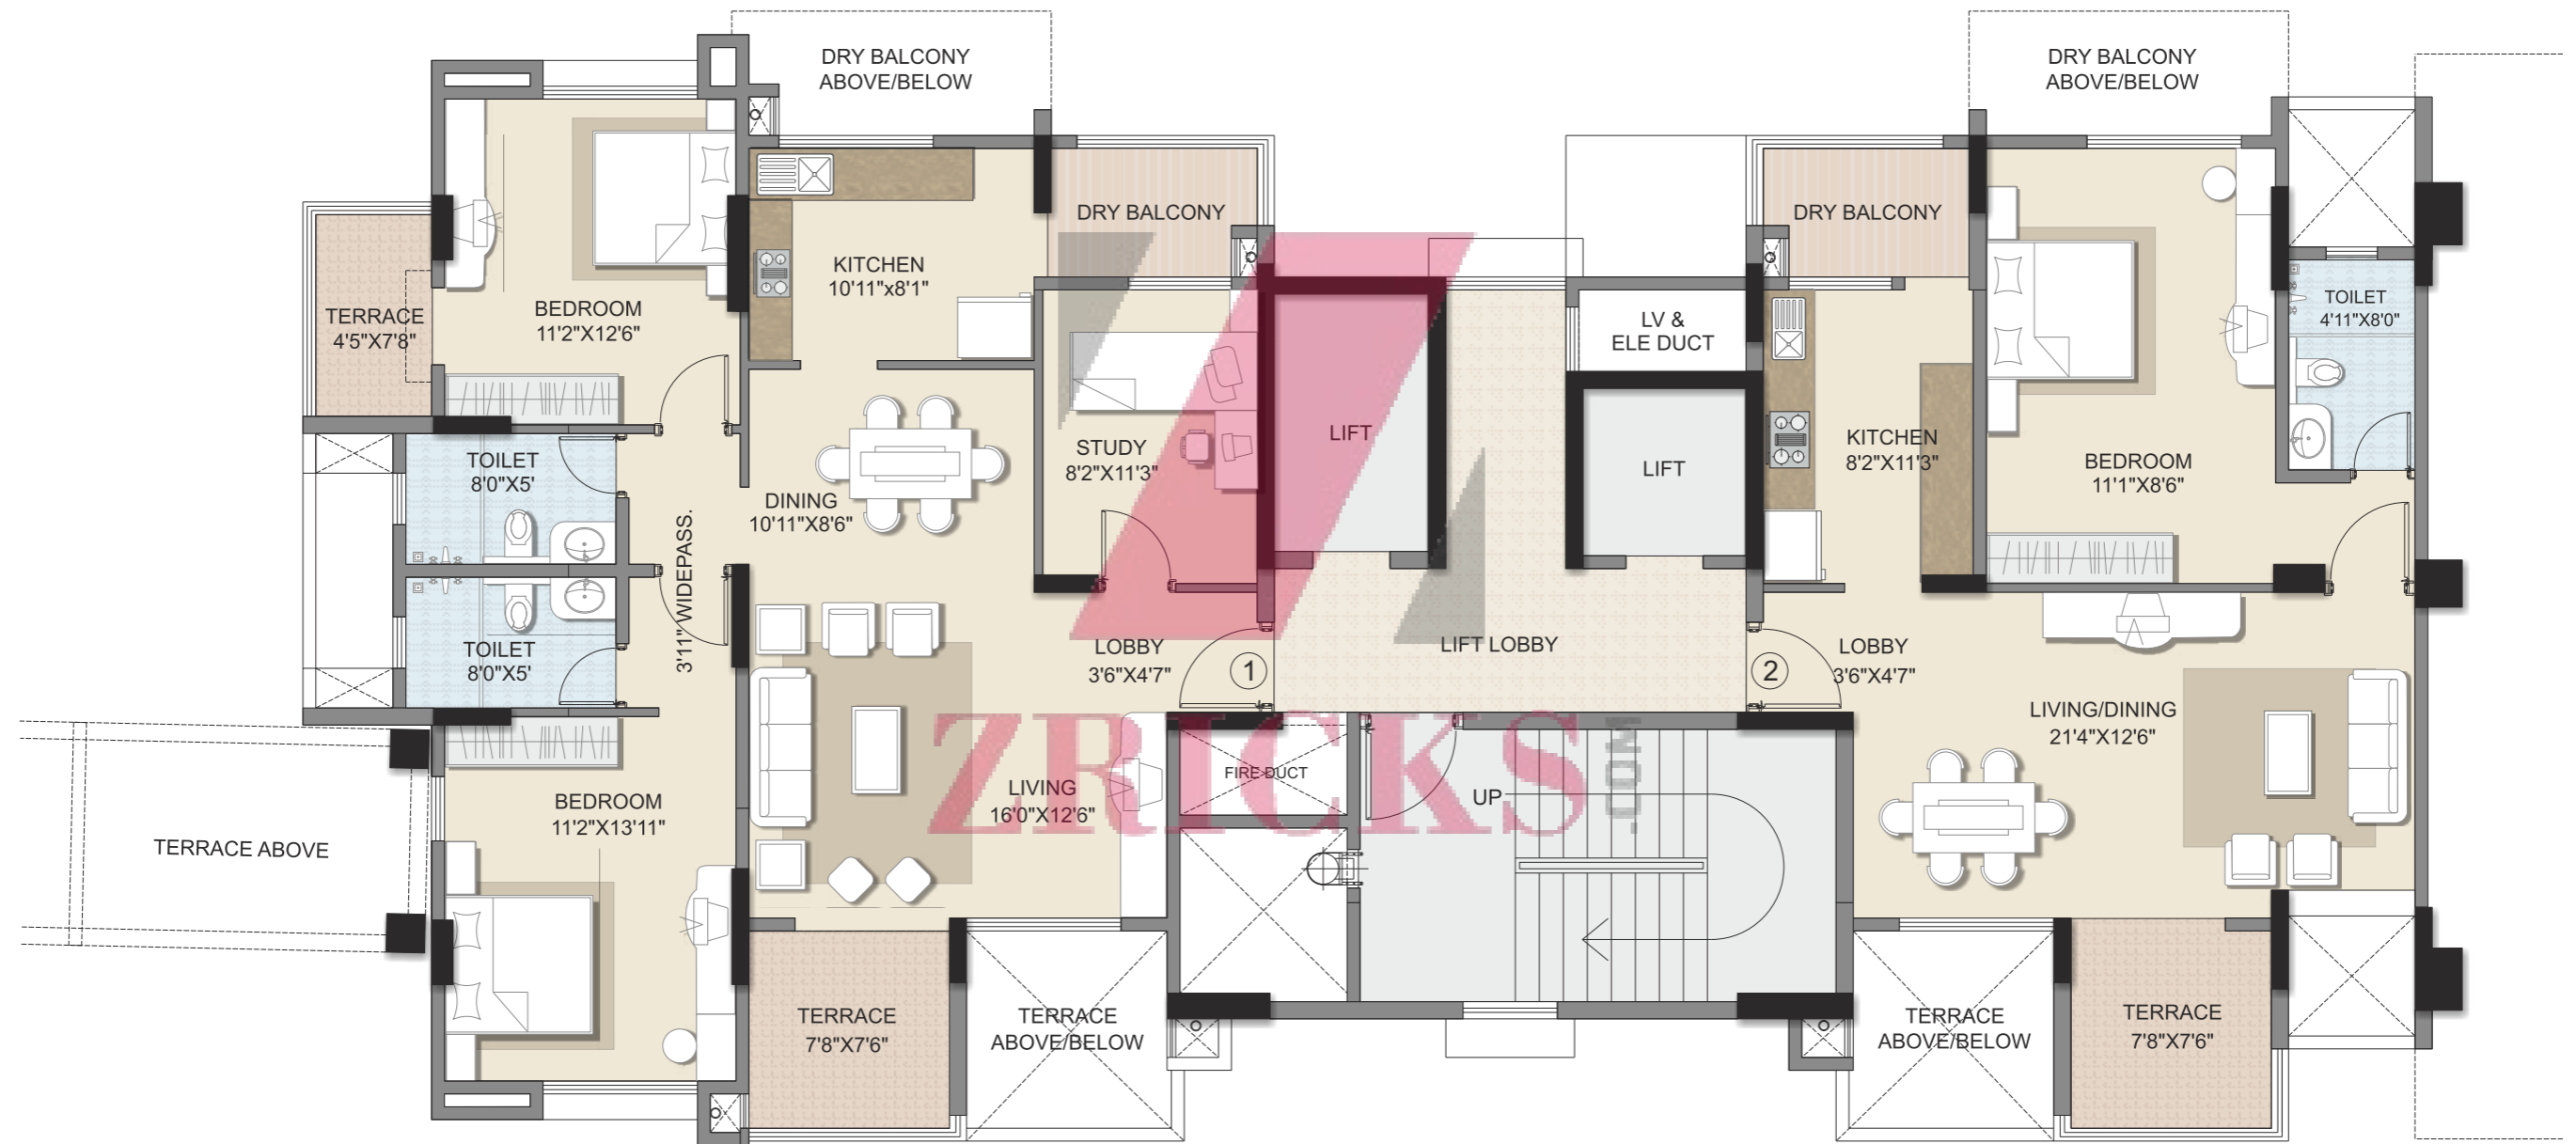 DRY BALCONY
ABOVE/BELOW
DRY BALCONY
ABOVE/BELOW
DRY BALCONY
DRY BALCONY
KITCHEN
10'11"x8'1"
TERRACE
4'5"X7'8"
BEDROOM
11'2"X12'6"
LV &
ELE DUCT
TOILET
4'11"X8'0"
TOILET
8'0"X5'
STUDY
8'2"X11'3"
LIFT
LIFT
KITCHEN
8'2"X11'3"
BEDROOM
11'1"X8'6"
DINING
10'11"X8'6"
3'11" WIDEPASS.
TOILET
8'0"X5'
LOBBY
3'6"X4'7"
1
LIFT LOBBY
2
LOBBY
3'6"X4'7"
LIVING/DINING
21'4"X12'6"
ZRICKS
FIRE DUCT
UP
LIVING
16'0"X12'6"
BEDROOM
11'2"X13'11"
TERRACE ABOVE
TERRACE
7'8"X7'6"
TERRACE
ABOVE/BELOW
TERRACE
ABOVE/BELOW
TERRACE
7'8"X7'6"